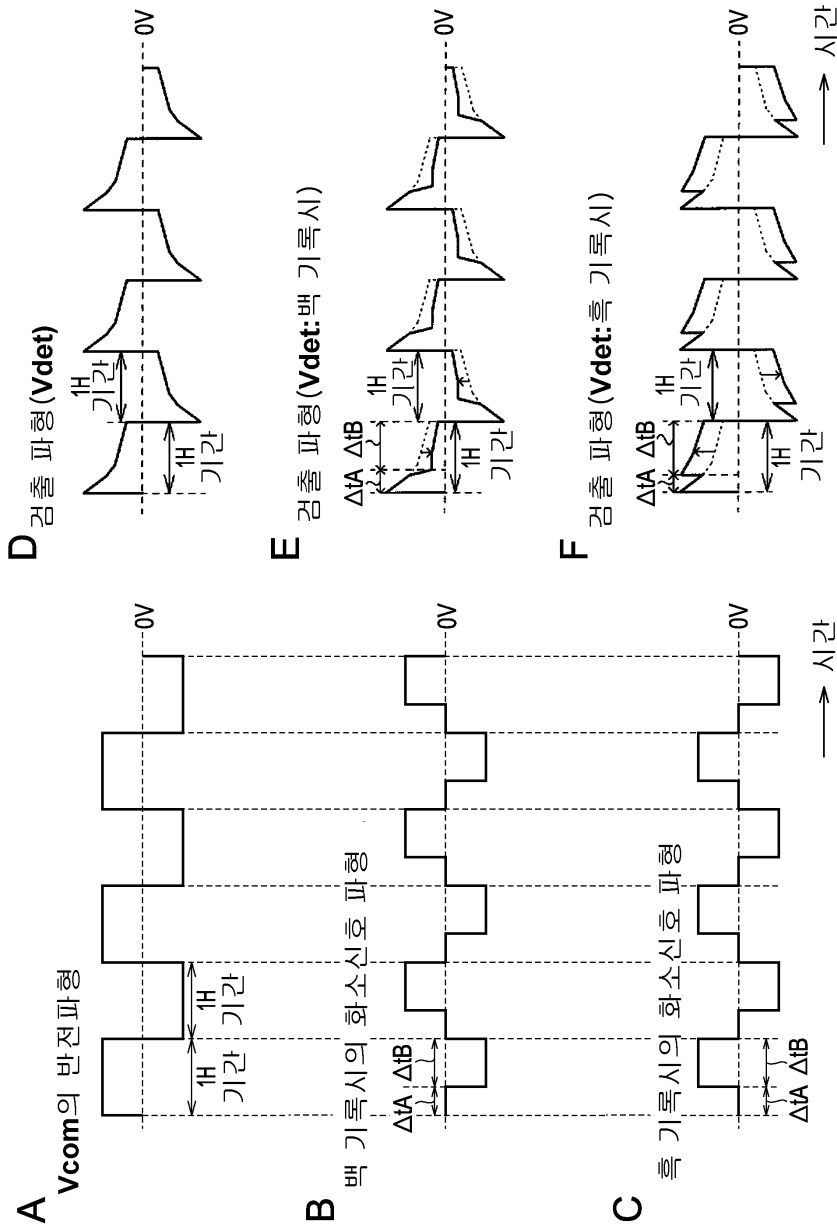 A
Vcom의 반전파형
0V
1H
기간
1H
기간
B
백 기록시의 화소신호 파형
0V
ΔtA ΔtB
C
흑 기록시의 화소신호 파형
0V
ΔtA ΔtB
시간
D
검출 파형(Vdet)
0V
1H
기간
1H
기간
E
검출 파형(Vdet:백 기록시)
0V
ΔtA ΔtB
1H
기간
1H
기간
F
검출 파형(Vdet:흑 기록시)
0V
ΔtA ΔtB
1H
기간
1H
기간
시간